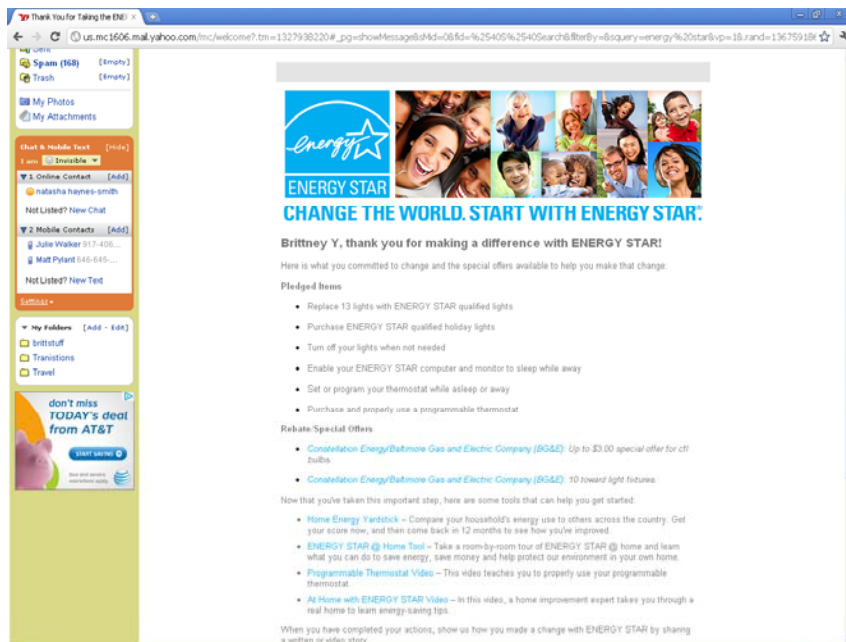 Thank You for Taking the ENE
us.mc1606.mail.yahoo.com/mc/welcome?.tm=1327938220#_pg=showMessage&sMid=0&fid=%2540S%2540Search&filterBy=&squery=energy%20star&vp=1&.rand=1367591
Sent
Spam (168) [Empty]
Trash [Empty]
My Photos
My Attachments
Chat & Mobile Text [Hide]
I am Invisible
1 Online Contact [Add]
natasha haynes-smith
Not Listed? New Chat
2 Mobile Contacts [Add]
Julie Walker 917-406...
Matt Pylant 646-645-...
Not Listed? New Text
Settings
My Folders [Add - Edit]
brittstuff
Tranistions
Travel
don't miss
TODAY's deal
from AT&T
START SAVING
at&t
energy
ENERGY STAR
CHANGE THE WORLD. START WITH ENERGY STAR.
Brittney Y, thank you for making a difference with ENERGY STAR!
Here is what you committed to change and the special offers available to help you make that change:
Pledged Items
Replace 13 lights with ENERGY STAR qualified lights
Purchase ENERGY STAR qualified holiday lights
Turn off your lights when not needed
Enable your ENERGY STAR computer and monitor to sleep while away
Set or program your thermostat while asleep or away
Purchase and properly use a programmable thermostat
Rebate/Special Offers
Constellation Energy/Baltimore Gas and Electric Company (BG&E): Up to $3.00 special offer for cfl
bulbs
Constellation Energy/Baltimore Gas and Electric Company (BG&E): 10 toward light fixtures.
Now that you've taken this important step, here are some tools that can help you get started:
Home Energy Yardstick – Compare your household's energy use to others across the country. Get
your score now, and then come back in 12 months to see how you've improved.
ENERGY STAR @ Home Tool – Take a room-by-room tour of ENERGY STAR @ home and learn
what you can do to save energy, save money and help protect our environment in your own home.
Programmable Thermostat Video – This video teaches you to properly use your programmable
thermostat.
At Home with ENERGY STAR Video – In this video, a home improvement expert takes you through a
real home to learn energy-saving tips.
When you have completed your actions, show us how you made a change with ENERGY STAR by sharing
a written or video story.